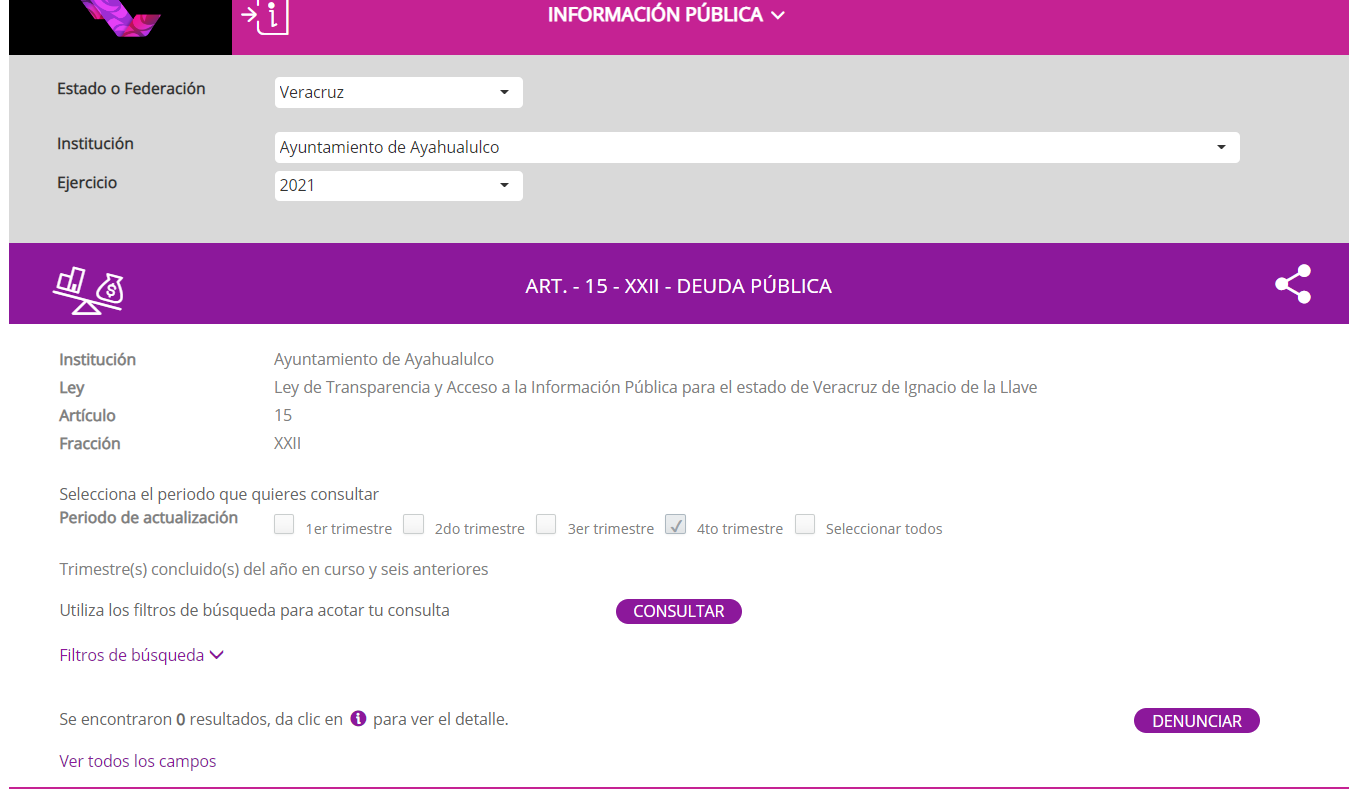 INFORMACIÓN PÚBLICA
Estado o Federación Veracruz
Institución Ayuntamiento de Ayahualulco
Ejercicio 2021
ART. - 15 - XXII - DEUDA PÚBLICA
Institución Ayuntamiento de Ayahualulco
Ley Ley de Transparencia y Acceso a la Información Pública para el estado de Veracruz de Ignacio de la Llave
Artículo 15
Fracción XXII
Selecciona el periodo que quieres consultar
Periodo de actualización 1er trimestre 2do trimestre 3er trimestre 4to trimestre Seleccionar todos
Trimestre(s) concluido(s) del año en curso y seis anteriores
Utiliza los filtros de búsqueda para acotar tu consulta CONSULTAR
Filtros de búsqueda
Se encontraron 0 resultados, da clic en i para ver el detalle. DENUNCIAR
Ver todos los campos